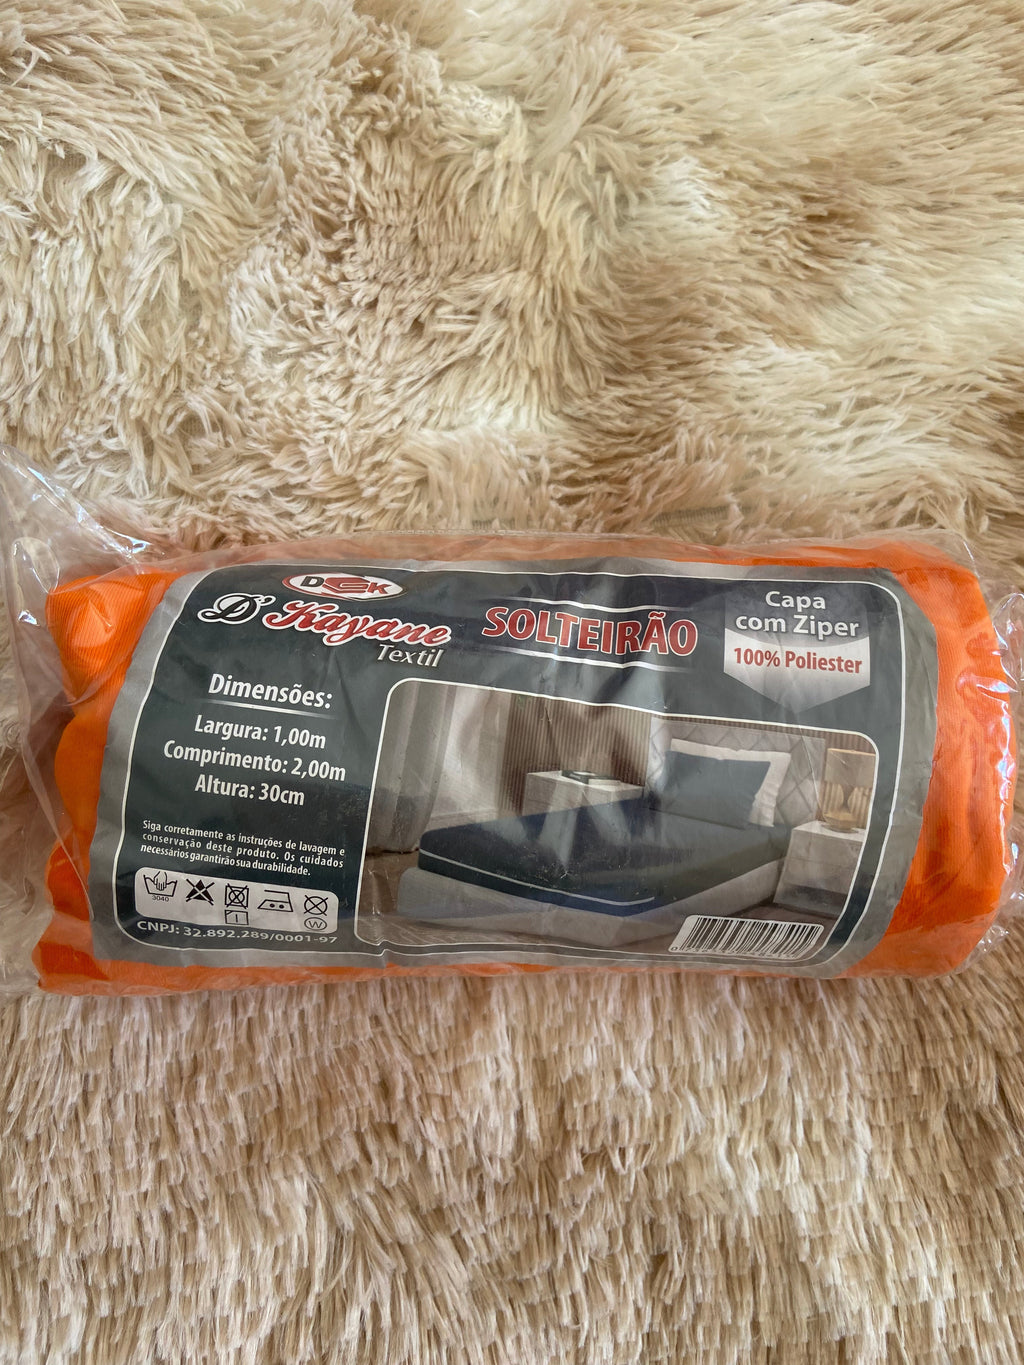 DK
D'Kayane
Textil
SOLTEIRÃO
Capa
com Ziper
100% Poliester
Dimensões:
Largura: 1,00m
Comprimento: 2,00m
Altura: 30cm
Siga corretamente as instruções de lavagem e
conservação deste produto. Os cuidados
necessários garantirão sua durabilidade.
3040
W
CNPJ: 32.892.289/0001-97